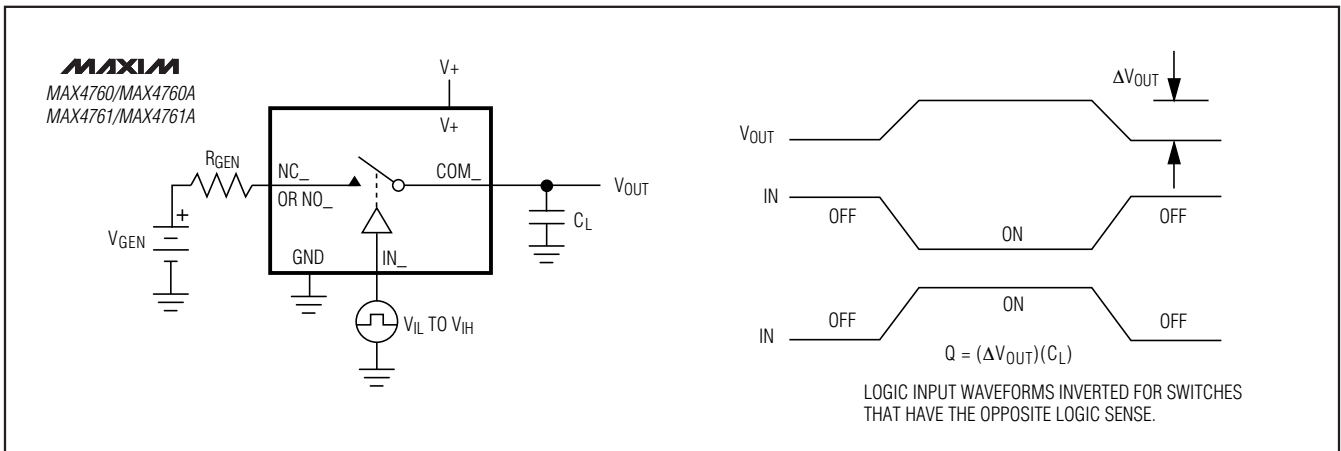 MAXIM
MAX4760/MAX4760A
MAX4761/MAX4761A
V+
V+
RGEN
NC_
OR NO_
COM_
VOUT
CL
VGEN
+
GND
IN_
VIL TO VIH
ΔVOUT
VOUT
IN
OFF
ON
OFF
IN
OFF
ON
OFF
Q = (ΔVOUT)(CL)
LOGIC INPUT WAVEFORMS INVERTED FOR SWITCHES
THAT HAVE THE OPPOSITE LOGIC SENSE.